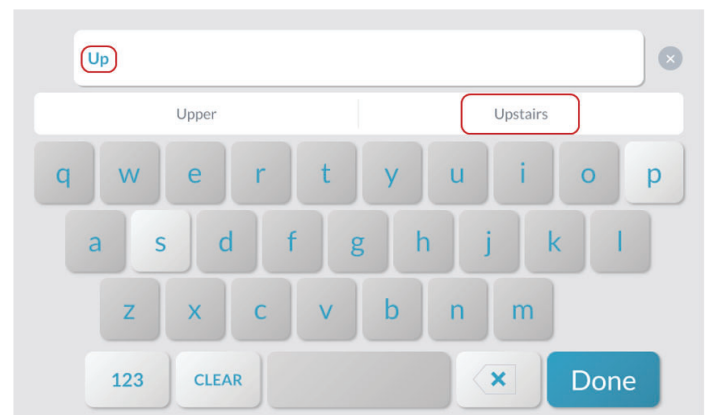 Up
Upper Upstairs
q w e r t y u i o p
a s d f g h j k l
z x c v b n m
123 CLEAR Done